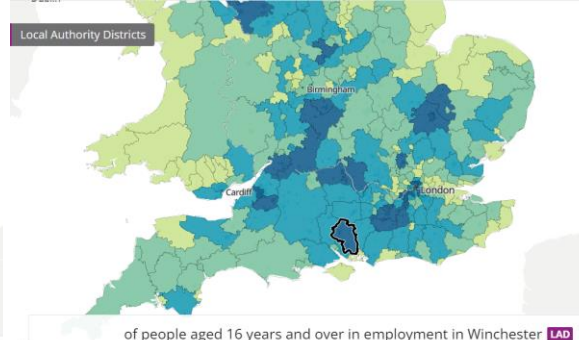 Local Authority Districts
Birmingham
Cardiff
London
of people aged 16 years and over in employment in Winchester LAD